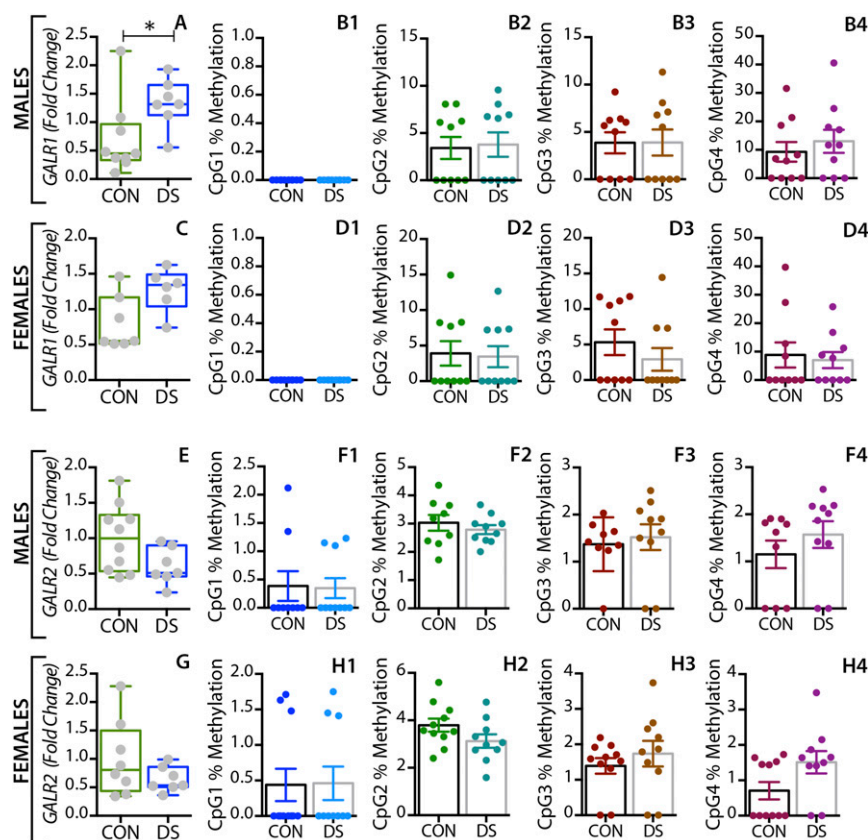 MALES
GALR1 (Fold Change)
2.5
2.0
1.5
1.0
0.5
0.0
A
*
CON DS
CpG1 % Methylation
1.0
0.8
0.6
0.4
0.2
0.0
B1
CON DS
CpG2 % Methylation
15
10
5
0
B2
CON DS
CpG3 % Methylation
15
10
5
0
B3
CON DS
CpG4 % Methylation
50
40
30
20
10
0
B4
CON DS
FEMALES
GALR1 (Fold Change)
2.0
1.5
1.0
0.5
0.0
C
CON DS
CpG1 % Methylation
1.0
0.8
0.6
0.4
0.2
0.0
D1
CON DS
CpG2 % Methylation
20
15
10
5
0
D2
CON DS
CpG3 % Methylation
20
15
10
5
0
D3
CON DS
CpG4 % Methylation
50
40
30
20
10
0
D4
CON DS
MALES
GALR2 (Fold Change)
2.0
1.5
1.0
0.5
0.0
E
CON DS
CpG1 % Methylation
2.5
2.0
1.5
1.0
0.5
0.0
F1
CON DS
CpG2 % Methylation
5
4
3
2
1
0
F2
CON DS
CpG3 % Methylation
3
2
1
0
F3
CON DS
CpG4 % Methylation
3
2
1
0
F4
CON DS
FEMALES
GALR2 (Fold Change)
2.5
2.0
1.5
1.0
0.5
0.0
G
CON DS
CpG1 % Methylation
2.0
1.5
1.0
0.5
0.0
H1
CON DS
CpG2 % Methylation
6
4
2
0
H2
CON DS
CpG3 % Methylation
4
3
2
1
0
H3
CON DS
CpG4 % Methylation
4
3
2
1
0
H4
CON DS